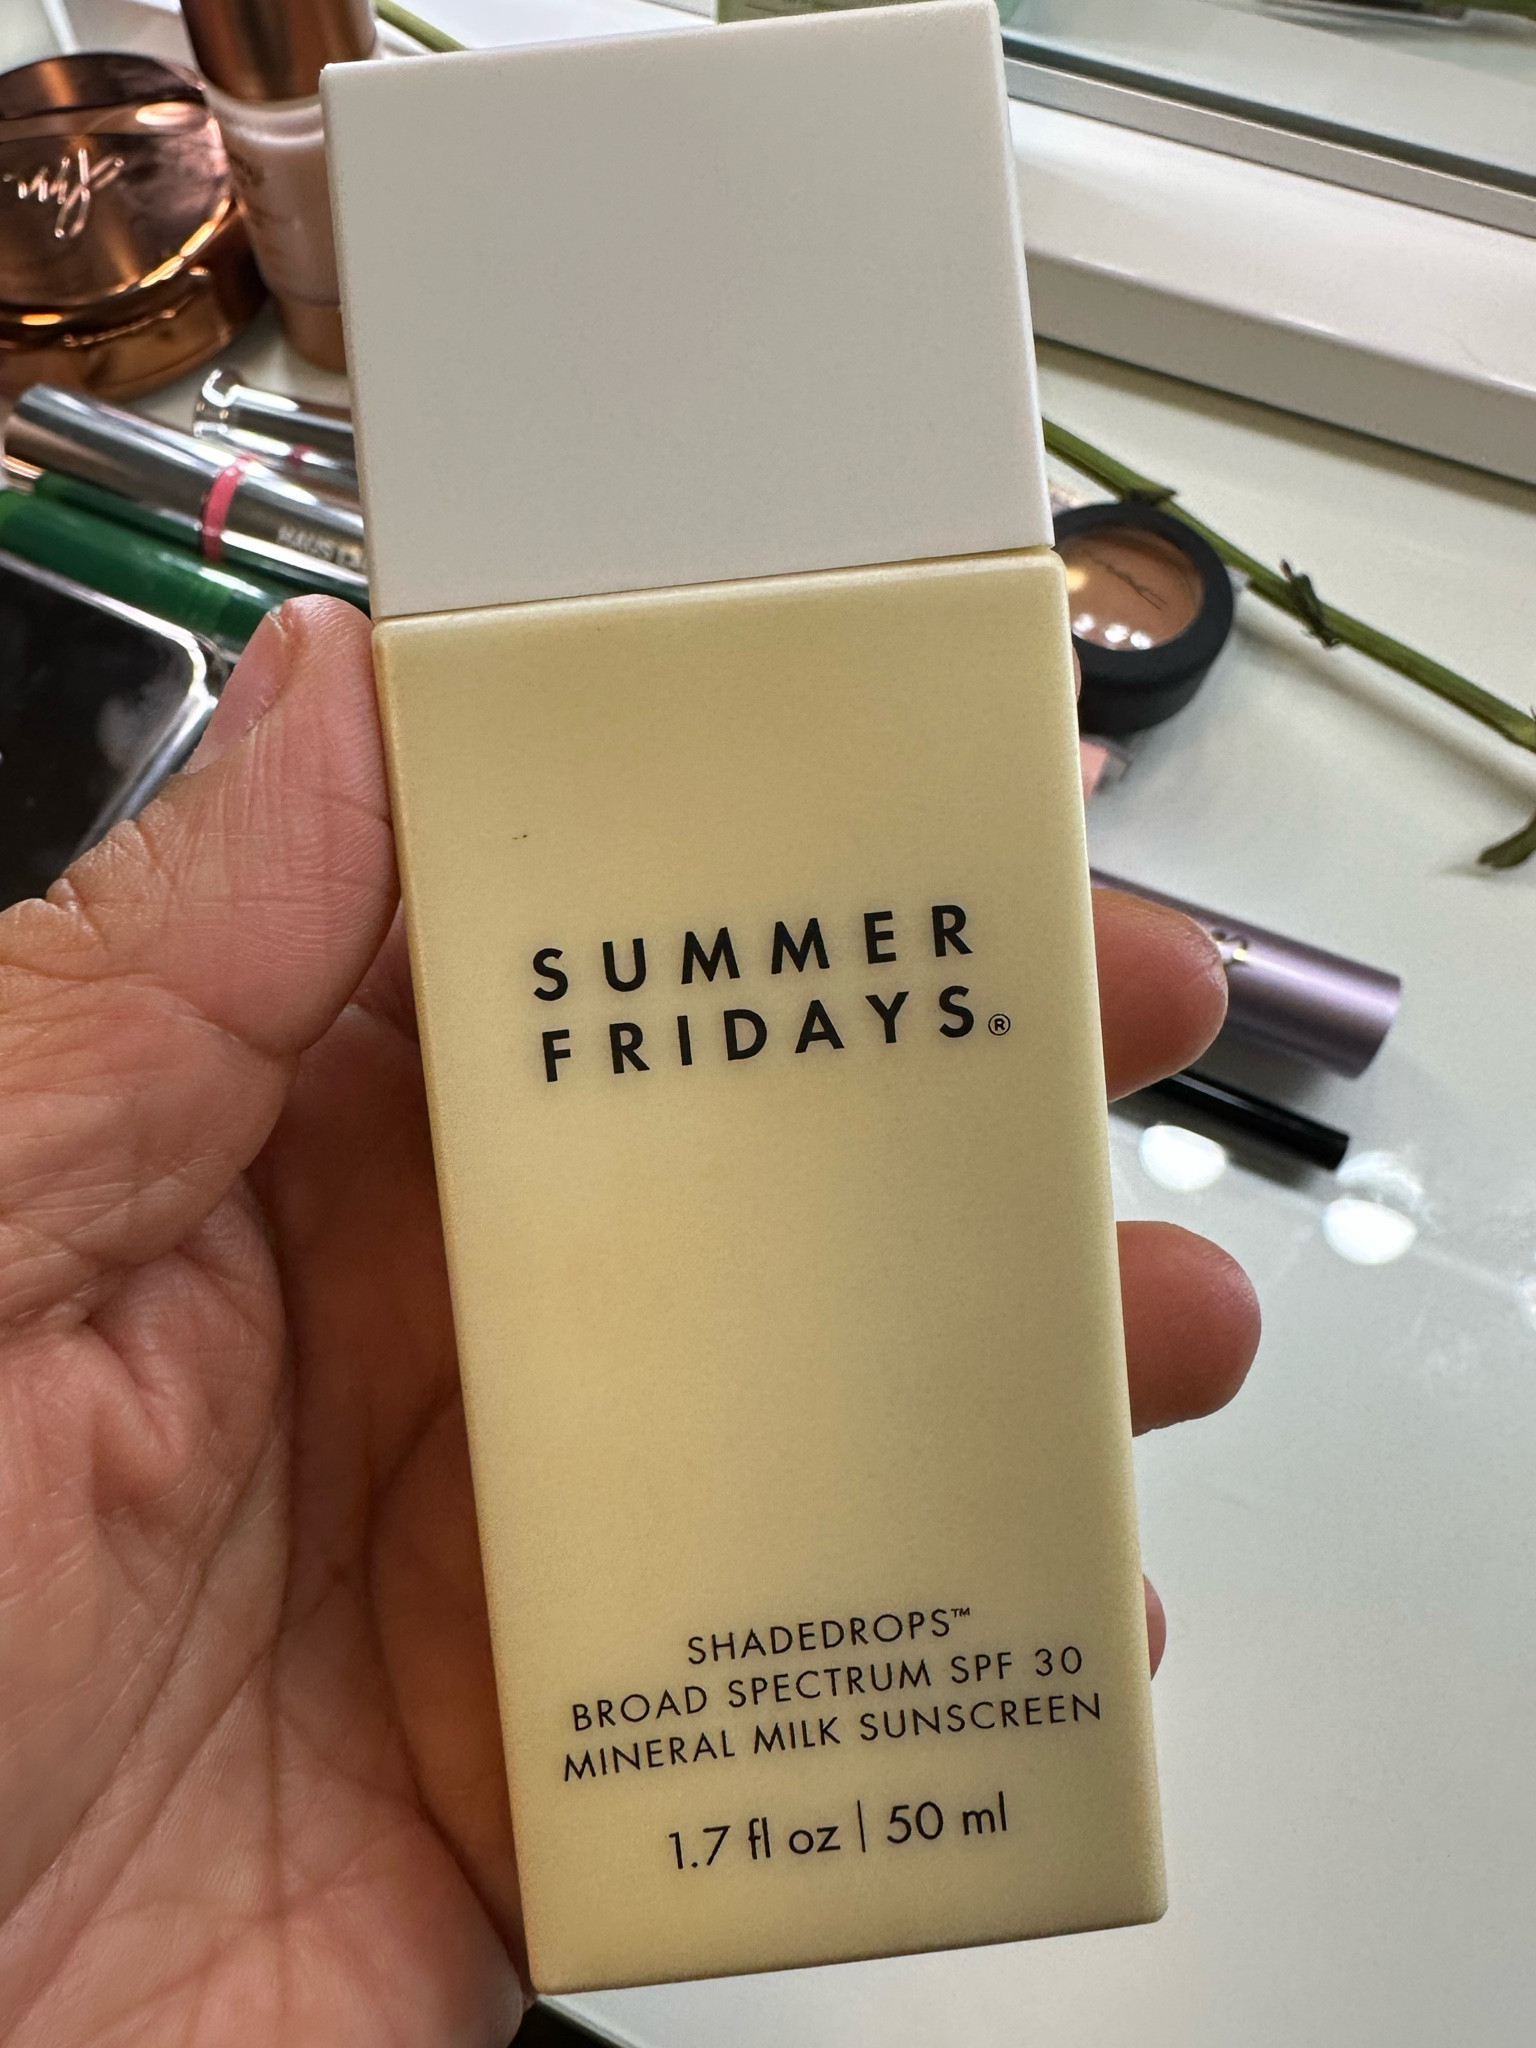 SUMMER
FRIDAYS®
SHADEDROPS™
BROAD SPECTRUM SPF 30
MINERAL MILK SUNSCREEN
1.7 fl oz | 50 ml